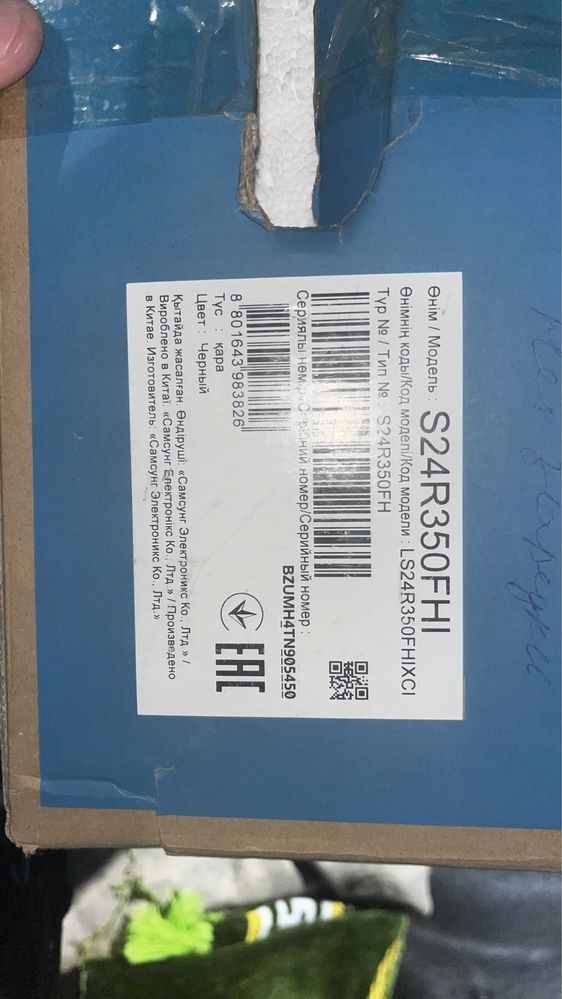 Өнім / Модель : S24R350FHI
Өнімнің коды/Код моделі/Код модели : LS24R350FHIXCI
Түр № / Тип № : S24R350FH
Сериялы нөмір/Серійний номер/Серийный номер :
BZUMH4TN905450
8 801643 983826
Түс : қара
Цвет : Черный
EAC
Қытайда жасалған. Өндіруші: «Самсунг Электроникс Ко., Лтд.» /
Вироблено в Китаї. «Самсунг Електронікс Ко., Лтд.» / Произведено
в Китае. Изготовитель: «Самсунг Электроникс Ко., Лтд.»